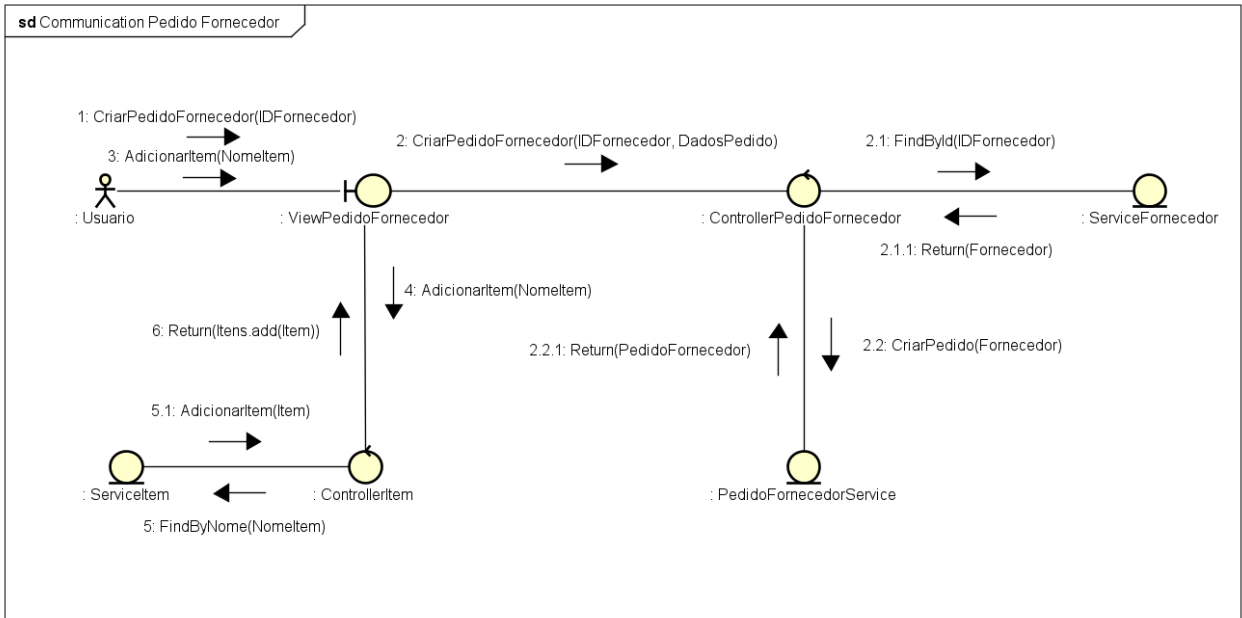 sd Communication Pedido Fornecedor
1: CriarPedidoFornecedor(IDFornecedor)
3: AdicionarItem(NomeItem)
2: CriarPedidoFornecedor(IDFornecedor, DadosPedido)
2.1: FindById(IDFornecedor)
: Usuario
: ViewPedidoFornecedor
: ControllerPedidoFornecedor
: ServiceFornecedor
2.1.1: Return(Fornecedor)
4: AdicionarItem(NomeItem)
6: Return(Itens.add(Item))
2.2.1: Return(PedidoFornecedor)
2.2: CriarPedido(Fornecedor)
5.1: AdicionarItem(Item)
: ServiceItem
: ControllerItem
: PedidoFornecedorService
5: FindByNome(NomeItem)